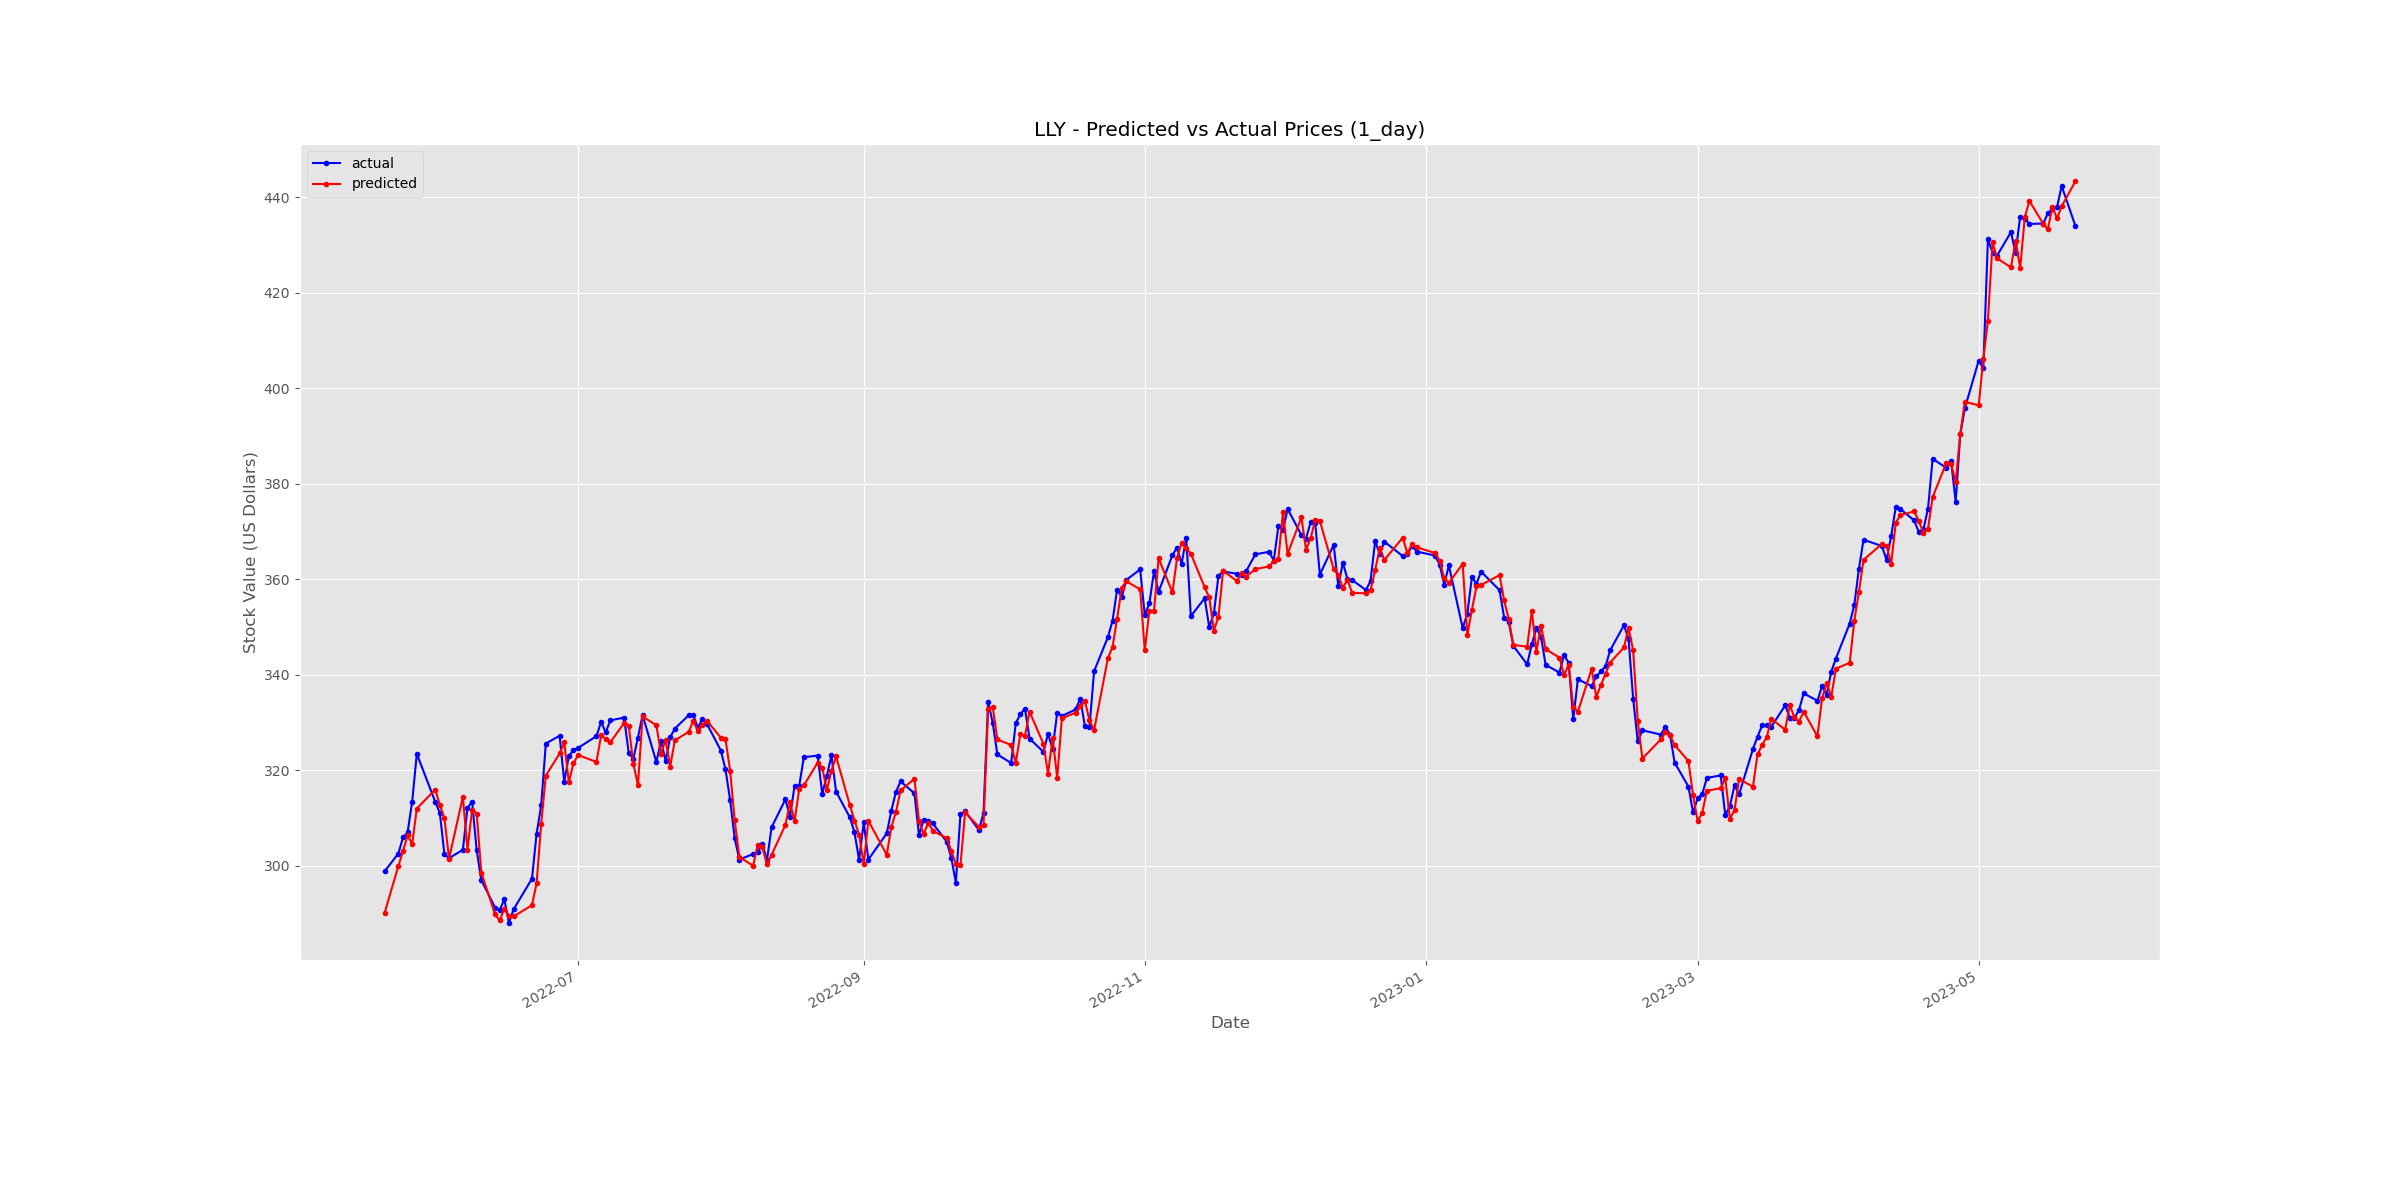 LLY - Predicted vs Actual Prices (1_day)
actual
predicted
440
420
400
380
360
340
320
300
Stock Value (US Dollars)
2022-07
2022-09
2022-11
2023-01
2023-03
2023-05
Date